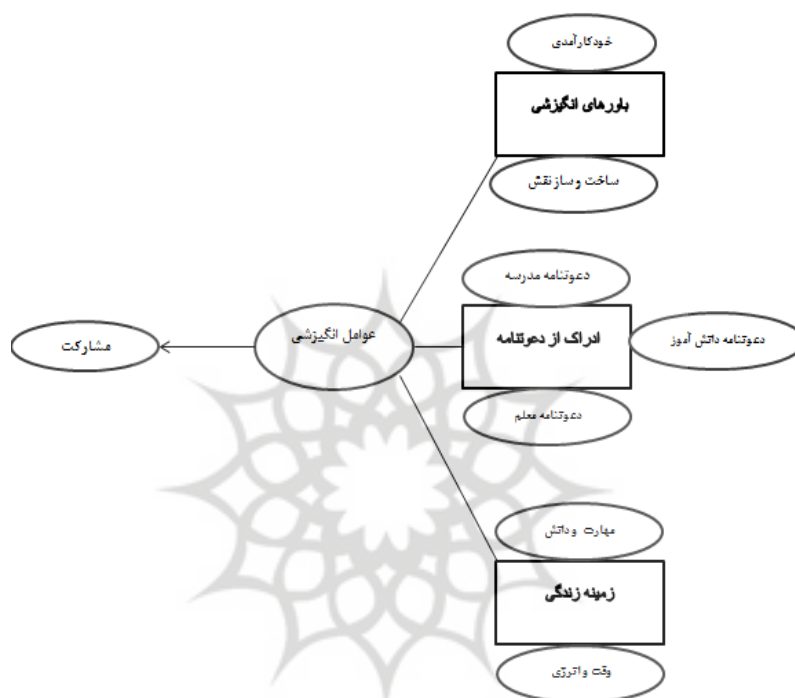 خودکارآمدی
باورهای انگیزشی
ساخت و ساز نقش
دعوتنامه مدرسه
عوامل انگیزشی
ادراک از دعوتنامه
دعوتنامه دانش آموز
مشارکت
دعوتنامه معلم
مهارت و دانش
زمینه زندگی
وقت و انرژی